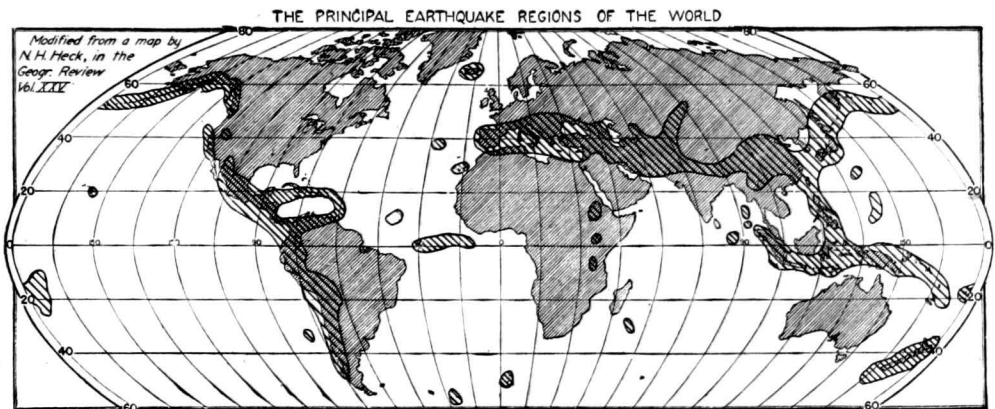 THE PRINCIPAL EARTHQUAKE REGIONS OF THE WORLD
Modified from a map by
N. H. Heck, in the
Geogr. Review
Vol. XXV
60
60
60
40
40
20
20
0
0
20
40
40
60
60